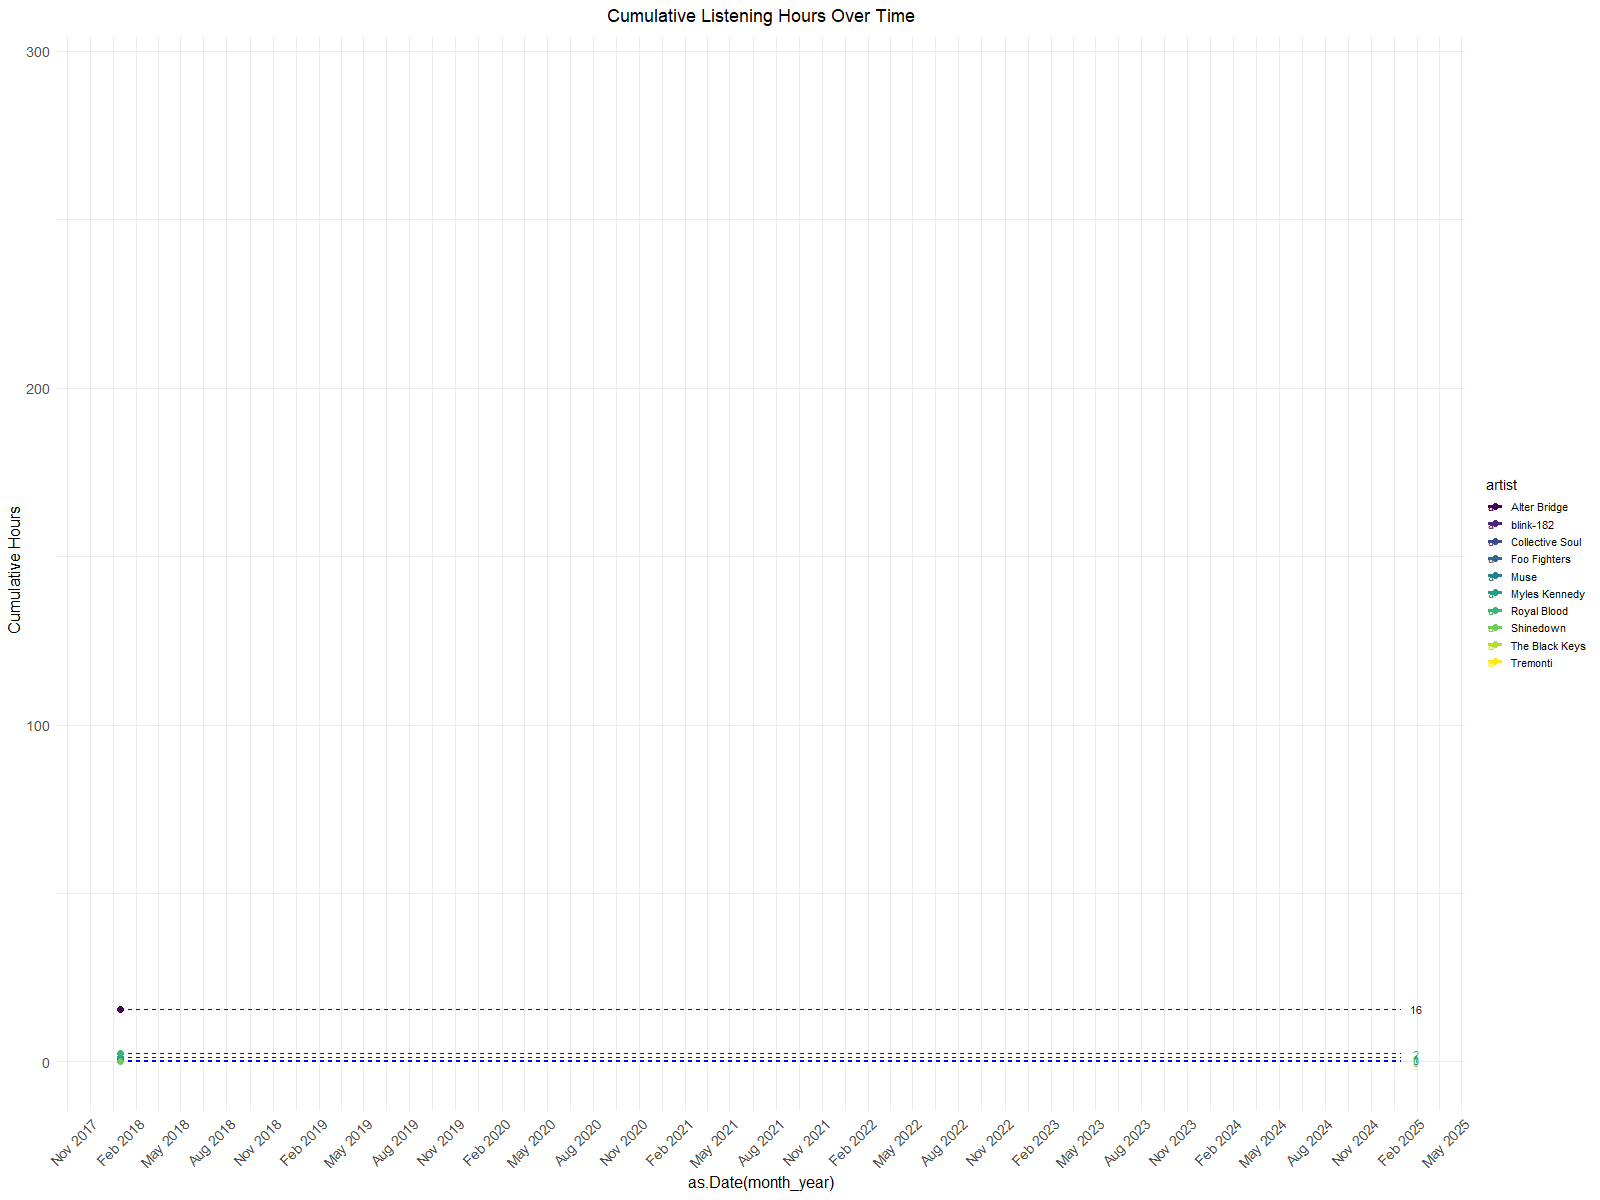 Cumulative Listening Hours Over Time
300
200
100
0
Cumulative Hours
16
2
Nov 2017
Feb 2018
May 2018
Aug 2018
Nov 2018
Feb 2019
May 2019
Aug 2019
Nov 2019
Feb 2020
May 2020
Aug 2020
Nov 2020
Feb 2021
May 2021
Aug 2021
Nov 2021
Feb 2022
May 2022
Aug 2022
Nov 2022
Feb 2023
May 2023
Aug 2023
Nov 2023
Feb 2024
May 2024
Aug 2024
Nov 2024
Feb 2025
May 2025
as.Date(month_year)
artist
Alter Bridge
blink-182
Collective Soul
Foo Fighters
Muse
Myles Kennedy
Royal Blood
Shinedown
The Black Keys
Tremonti